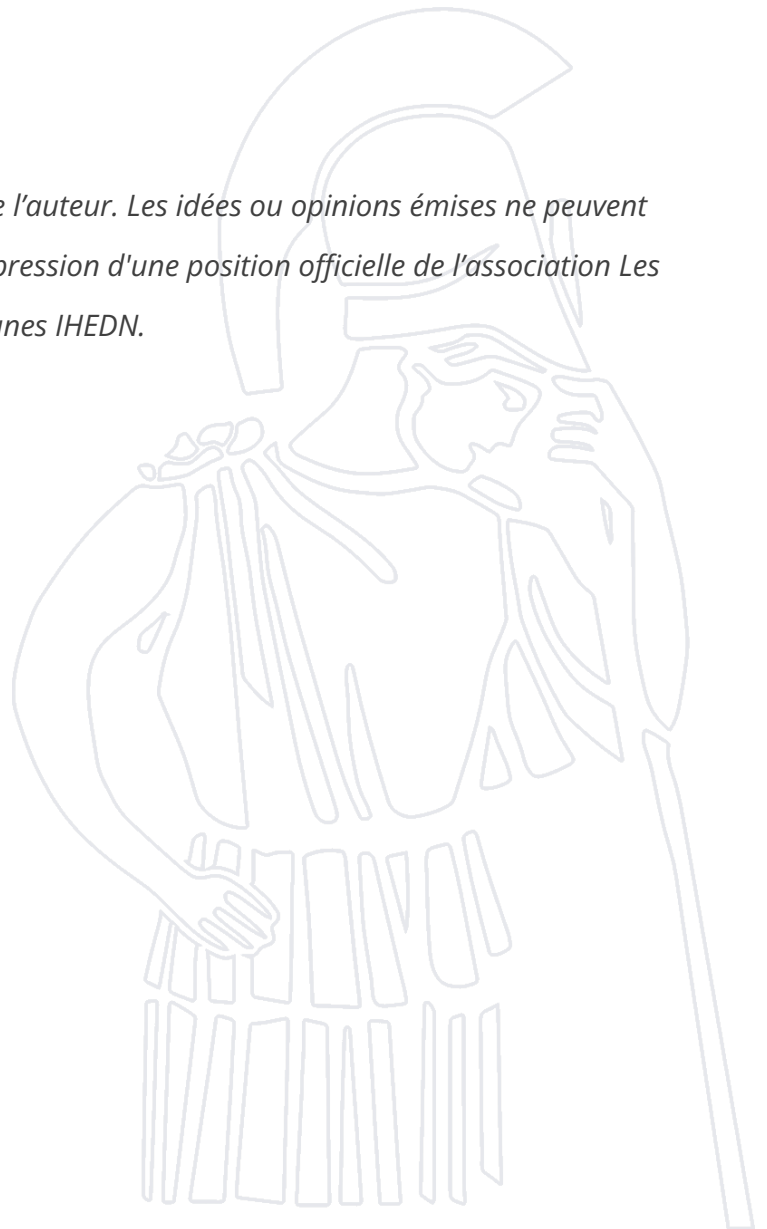 e l’auteur. Les idées ou opinions émises ne peuvent
pression d'une position officielle de l’association Les
unes IHEDN.